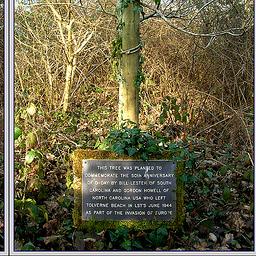 THIS TREE WAS PLANTED TO
COMMEMORATE THE 50TH ANNIVERSARY
OF D-DAY BY BILL LESTER OF SOUTH
CAROLINA AND GORDON HOWELL OF
NORTH CAROLINA USA WHO LEFT
TOLVERNE BEACH IN LST'S JUNE 1944
AS PART OF THE INVASION OF EUROPE